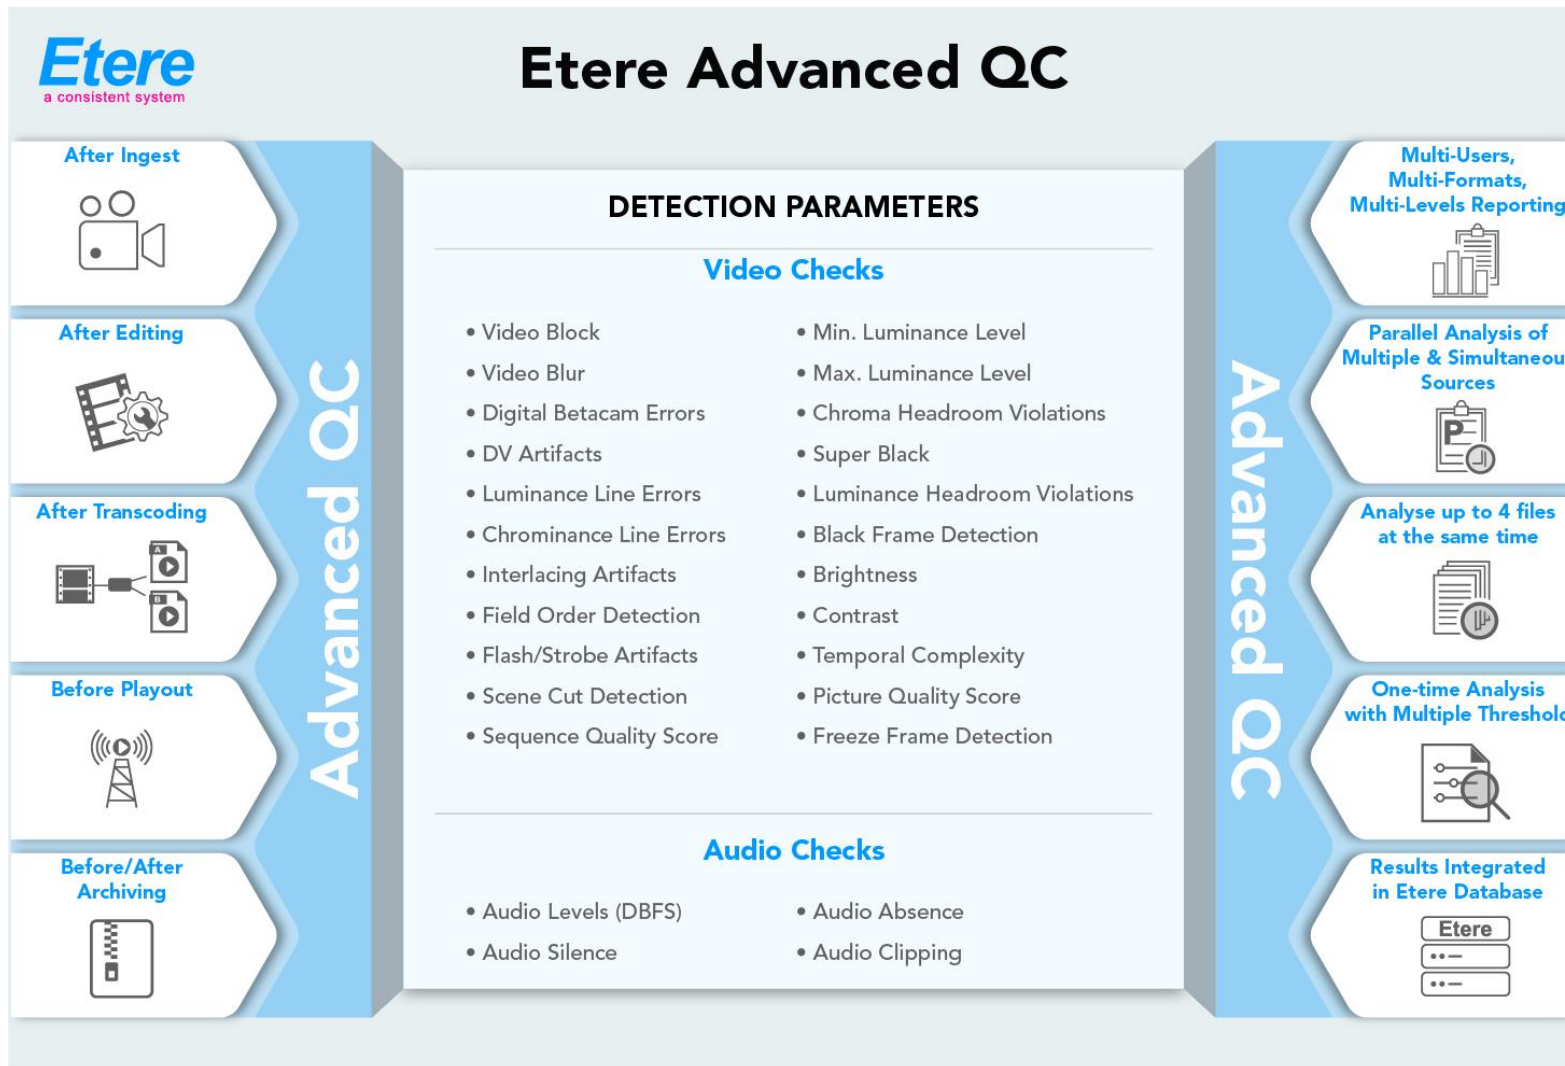 Etere
a consistent system
Etere Advanced QC
After Ingest
After Editing
After Transcoding
A
B
Before Playout
Before/After
Archiving
Advanced QC
DETECTION PARAMETERS
Video Checks
• Video Block
• Video Blur
• Digital Betacam Errors
• DV Artifacts
• Luminance Line Errors
• Chrominance Line Errors
• Interlacing Artifacts
• Field Order Detection
• Flash/Strobe Artifacts
• Scene Cut Detection
• Sequence Quality Score
• Min. Luminance Level
• Max. Luminance Level
• Chroma Headroom Violations
• Super Black
• Luminance Headroom Violations
• Black Frame Detection
• Brightness
• Contrast
• Temporal Complexity
• Picture Quality Score
• Freeze Frame Detection
Audio Checks
• Audio Levels (DBFS)
• Audio Silence
• Audio Absence
• Audio Clipping
Advanced QC
Multi-Users,
Multi-Formats,
Multi-Levels Reporting
Parallel Analysis of
Multiple & Simultaneou
Sources
P
Analyse up to 4 files
at the same time
One-time Analysis
with Multiple Threshold
Results Integrated
in Etere Database
Etere